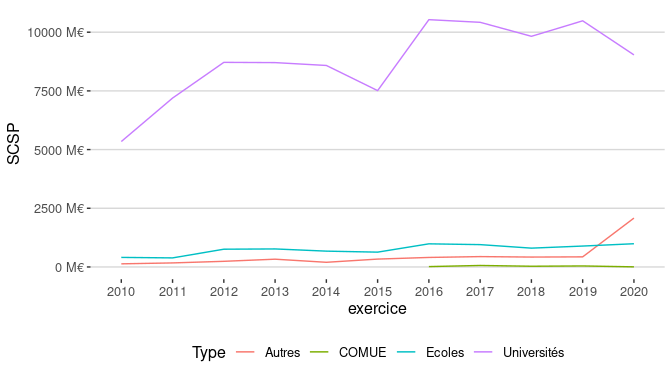 10000 M€
7500 M€
5000 M€
2500 M€
0 M€
SCSP
2010 2011 2012 2013 2014 2015 2016 2017 2018 2019 2020
exercice
Type Autres COMUE Ecoles Universités